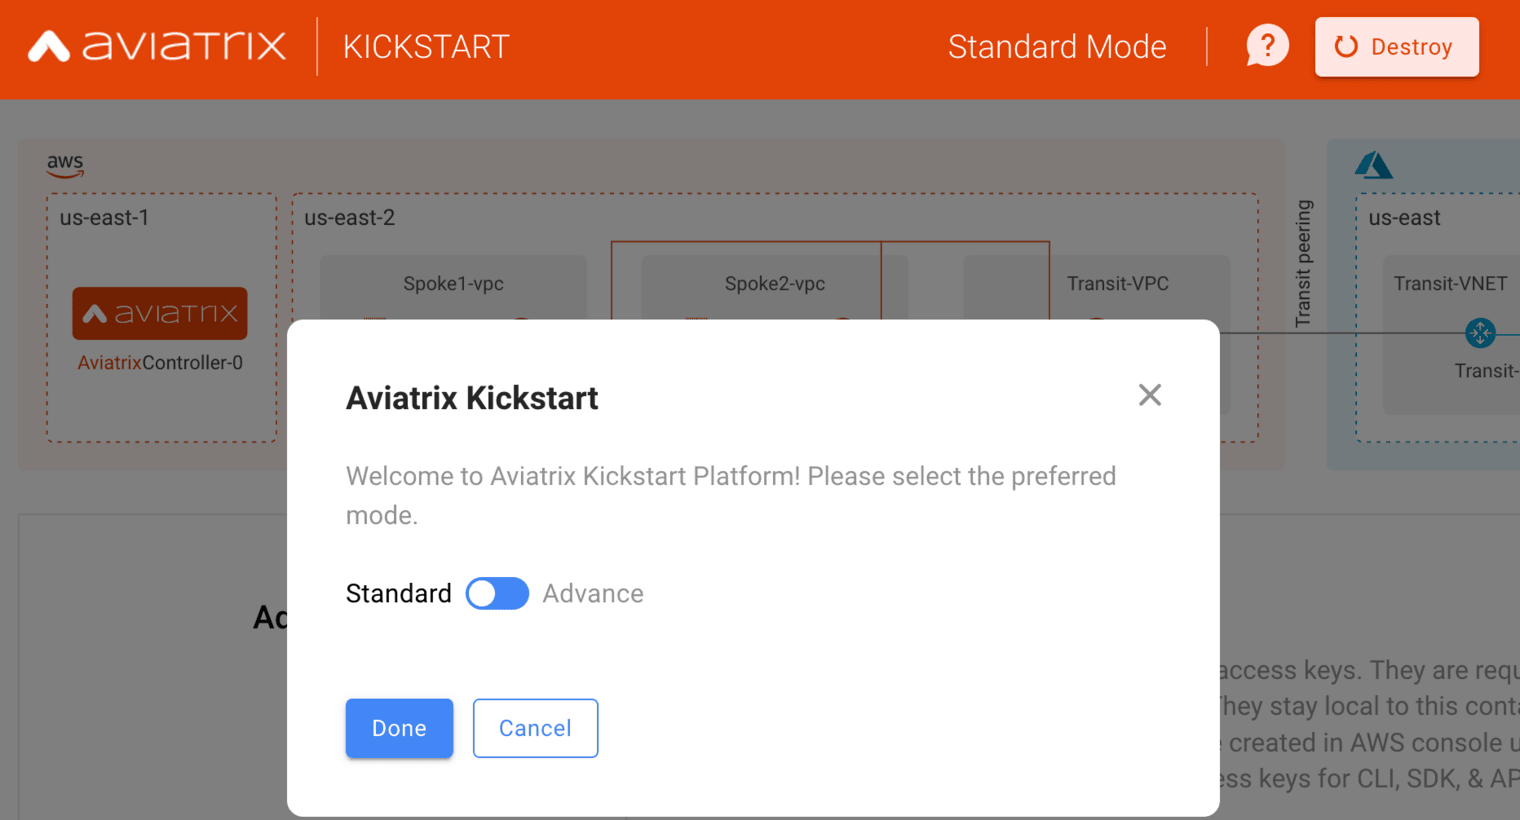 aviatrix KICKSTART Standard Mode ? Destroy
aws
us-east-1 us-east-2 us-east
Spoke1-vpc Spoke2-vpc Transit-VPC Transit peering Transit-VNET
aviatrix
AviatrixController-0 Transit-
Aviatrix Kickstart
Welcome to Aviatrix Kickstart Platform! Please select the preferred
mode.
Standard Advance
access keys. They are requ
They stay local to this conta
created in AWS console u
Done Cancel
ess keys for CLI, SDK, & AP